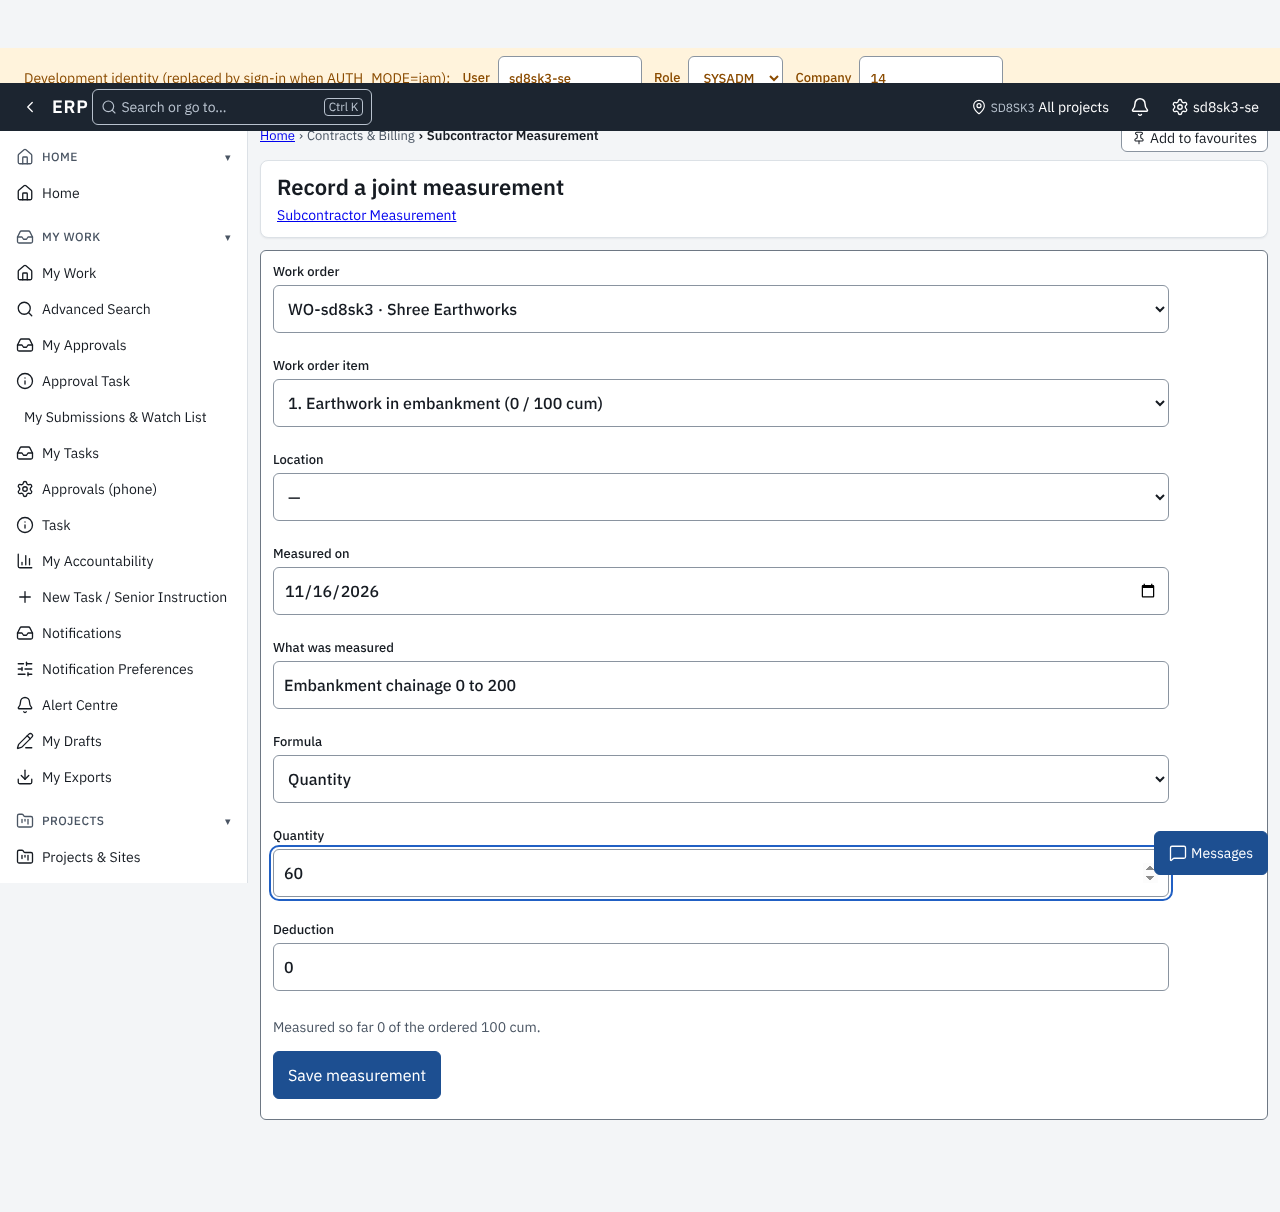 Development identity (replaced by sign-in when AUTH_MODE=iam): User sd8sk3-se Role SYSADM Company 14
ERP Search or go to... Ctrl K SD8SK3 All projects sd8sk3-se
Home › Contracts & Billing › Subcontractor Measurement Add to favourites
HOME
Home
MY WORK
My Work
Advanced Search
My Approvals
Approval Task
My Submissions & Watch List
My Tasks
Approvals (phone)
Task
My Accountability
New Task / Senior Instruction
Notifications
Notification Preferences
Alert Centre
My Drafts
My Exports
PROJECTS
Projects & Sites
Record a joint measurement
Subcontractor Measurement
Work order
WO-sd8sk3 · Shree Earthworks
Work order item
1. Earthwork in embankment (0 / 100 cum)
Location
—
Measured on
11/16/2026
What was measured
Embankment chainage 0 to 200
Formula
Quantity
Quantity
60
Messages
Deduction
0
Measured so far 0 of the ordered 100 cum.
Save measurement